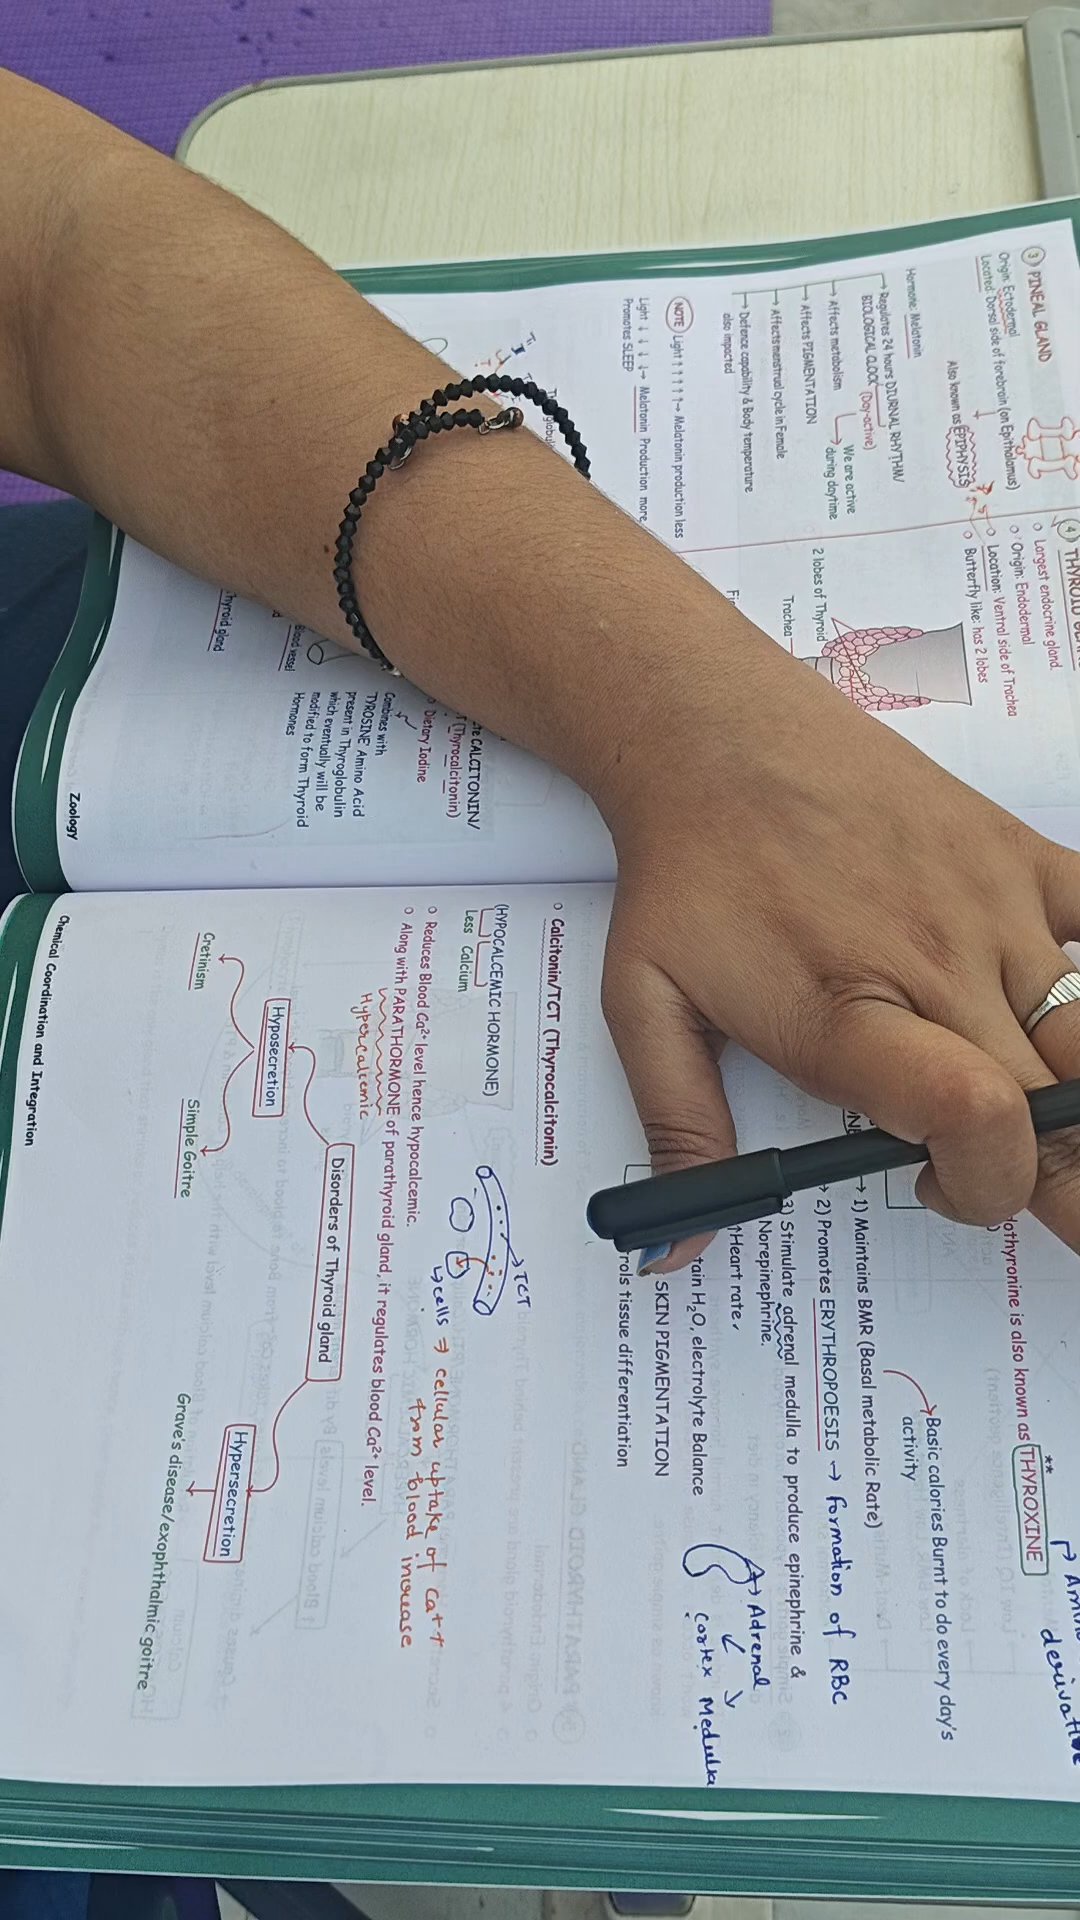 3 PINEAL GLAND
Origin: Ectodermal
Located: Dorsal side of forebrain (on Epithalamus)
Also known as EPIPHYSIS
Hormone: Melatonin
Regulates 24 hours DIURNAL RHYTHM/
BIOLOGICAL CLOCK (Day-active)
We are active
during daytime
Affects metabolism
Affects PIGMENTATION
Affects menstrual cycle in Female
Defence capability & Body temperature
also impacted
NOTE Light ↑↑↑↑↑→ Melatonin production less
Light ↓↓↓↓→ Melatonin Production more
Promotes SLEEP
4 THYROID
Largest endocrine gland.
Origin: Endodermal
Location: Ventral side of Trachea
Butterfly like: has 2 lobes
2 lobes of Thyroid
Trachea
CALCITONIN/
(Thyrocalcitonin)
Dietary Iodine
Combines with
TYROSINE Amino Acid
present in Thyroglobulin
which eventually will be
modified to form Thyroid
Hormones
Blood vessel
Thyroid gland
Zoology
derivative
is also known as THYROXINE
**
Basic calories Burnt to do every day's
activity
→ 1) Maintains BMR (Basal metabolic Rate)
→ 2) Promotes ERYTHROPOESIS → formation of RBC
3) Stimulate adrenal medulla to produce epinephrine &
Norepinephrine.
↑Heart rate
H₂O, electrolyte Balance
Adrenal
cortex Medulla
SKIN PIGMENTATION
tissue differentiation
Calcitonin/TCT (Thyrocalcitonin)
(HYPOCALCEMIC HORMONE)
Less Calcium
TCT
cells ⇒ cellular uptake of Ca++
from blood increase
Reduces Blood Ca²⁺ level hence hypocalcemic.
Along with PARATHORMONE of parathyroid gland, it regulates blood Ca²⁺ level.
Hypercalcemic
Disorders of Thyroid gland
Hyposecretion
Hypersecretion
Cretinism
Simple Goitre
Grave's disease/exophthalmic goitre
Chemical Coordination and Integration